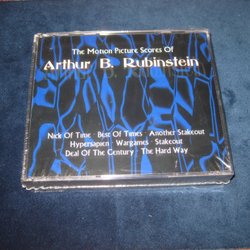 The Motion Picture Scores Of
Arthur B. Rubinstein
Nick Of Time · Best Of Times · Another Stakeout
Hypersapien · Wargames · Stakeout
Deal Of The Century · The Hard Way